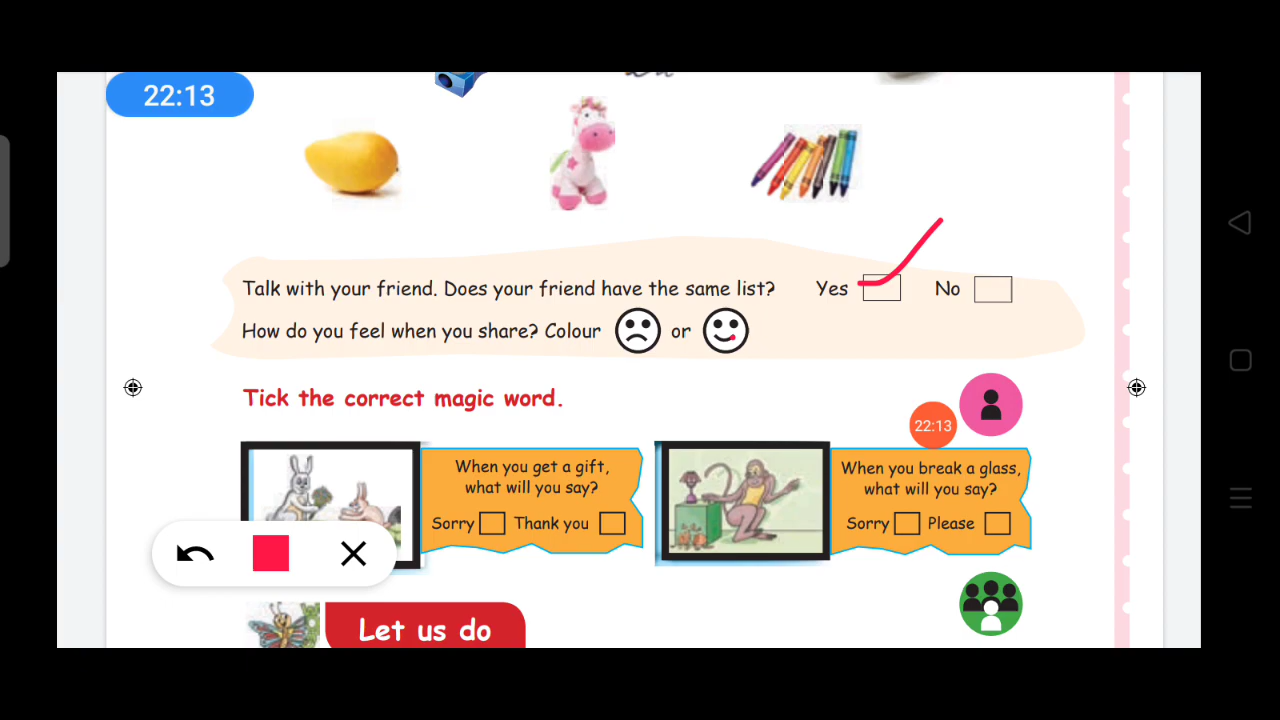 22:13
Talk with your friend. Does your friend have the same list? Yes No
How do you feel when you share? Colour or
Tick the correct magic word.
22:13
When you get a gift,
what will you say?
Sorry Thank you
When you break a glass,
what will you say?
Sorry Please
Let us do